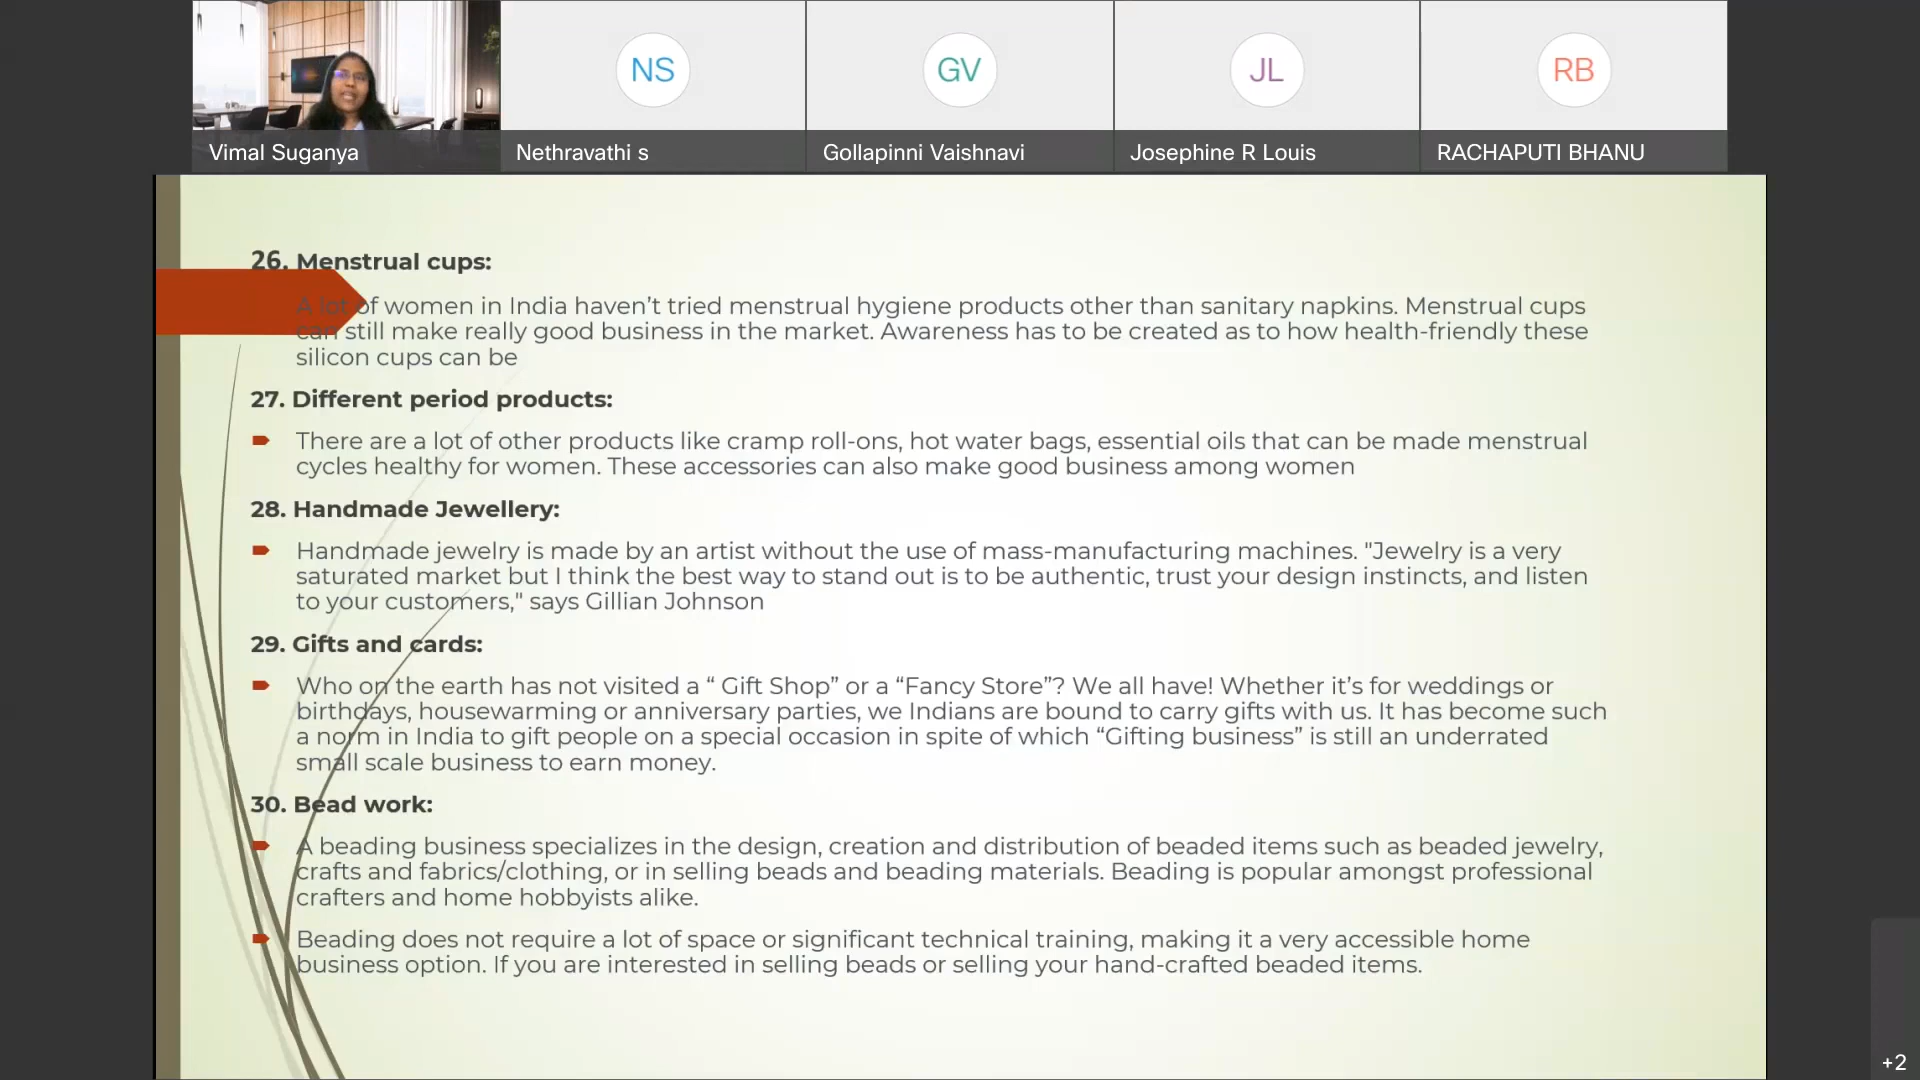 NS
GV
JL
RB
Vimal Suganya
Nethravathi s
Gollapinni Vaishnavi
Josephine R Louis
RACHAPUTI BHANU
26. Menstrual cups:
A lot of women in India haven’t tried menstrual hygiene products other than sanitary napkins. Menstrual cups
can still make really good business in the market. Awareness has to be created as to how health-friendly these
silicon cups can be
27. Different period products:
There are a lot of other products like cramp roll-ons, hot water bags, essential oils that can be made menstrual
cycles healthy for women. These accessories can also make good business among women
28. Handmade Jewellery:
Handmade jewelry is made by an artist without the use of mass-manufacturing machines. "Jewelry is a very
saturated market but I think the best way to stand out is to be authentic, trust your design instincts, and listen
to your customers," says Gillian Johnson
29. Gifts and cards:
Who on the earth has not visited a “ Gift Shop” or a “Fancy Store”? We all have! Whether it’s for weddings or
birthdays, housewarming or anniversary parties, we Indians are bound to carry gifts with us. It has become such
a norm in India to gift people on a special occasion in spite of which “Gifting business” is still an underrated
small scale business to earn money.
30. Bead work:
A beading business specializes in the design, creation and distribution of beaded items such as beaded jewelry,
crafts and fabrics/clothing, or in selling beads and beading materials. Beading is popular amongst professional
crafters and home hobbyists alike.
Beading does not require a lot of space or significant technical training, making it a very accessible home
business option. If you are interested in selling beads or selling your hand-crafted beaded items.
+2